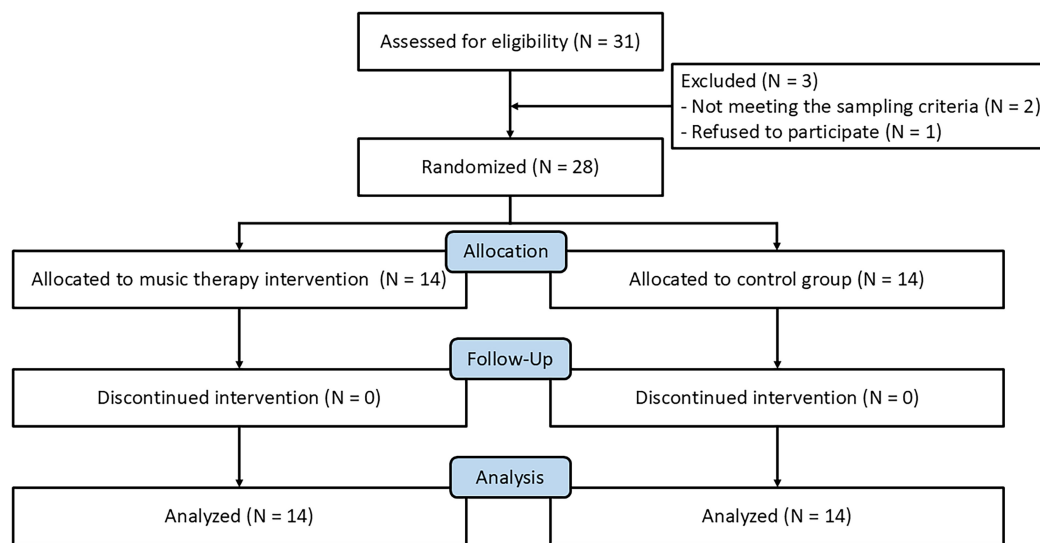 Assessed for eligibility (N = 31)
Excluded (N = 3)
- Not meeting the sampling criteria (N = 2)
- Refused to participate (N = 1)
Randomized (N = 28)
Allocation
Allocated to music therapy intervention (N = 14)
Allocated to control group (N = 14)
Follow-Up
Discontinued intervention (N = 0)
Discontinued intervention (N = 0)
Analysis
Analyzed (N = 14)
Analyzed (N = 14)